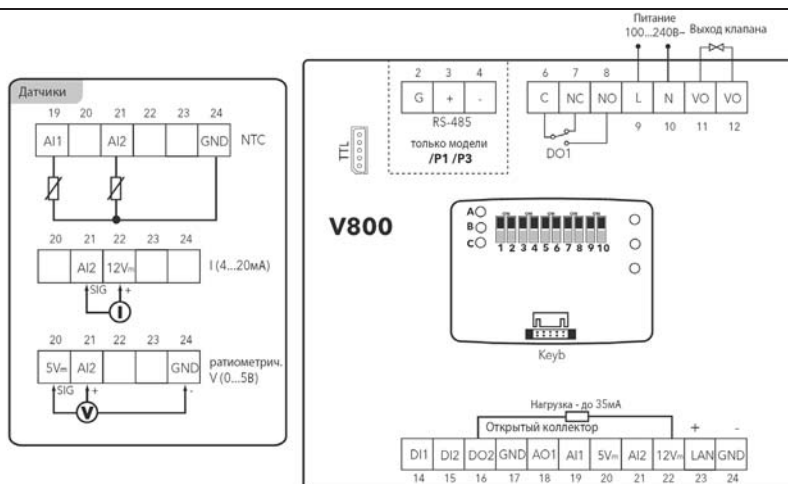 Датчики
19 20 21 22 23 24
AI1 AI2 GND NTC
20 21 22 23 24
AI2 12V⎓ I (4...20мА)
SIG +
I
20 21 22 23 24
5V⎓ AI2 GND
ратиометрич.
V (0...5В)
SIG + -
V
Питание
100...240В~
Выход клапана
2 3 4
G + -
RS-485
только модели
/P1 /P3
TTL
6 7 8
C NC NO L N VO VO
9 10 11 12
DO1
V800
A
B
C
ON ON ON
1 2 3 4 5 6 7 8 9 10
Keyb
Нагрузка - до 35мА
Открытый коллектор
+ -
DI1 DI2 DO2 GND AO1 AI1 5V⎓ AI2 12V⎓ LAN GND
14 15 16 17 18 19 20 21 22 23 24